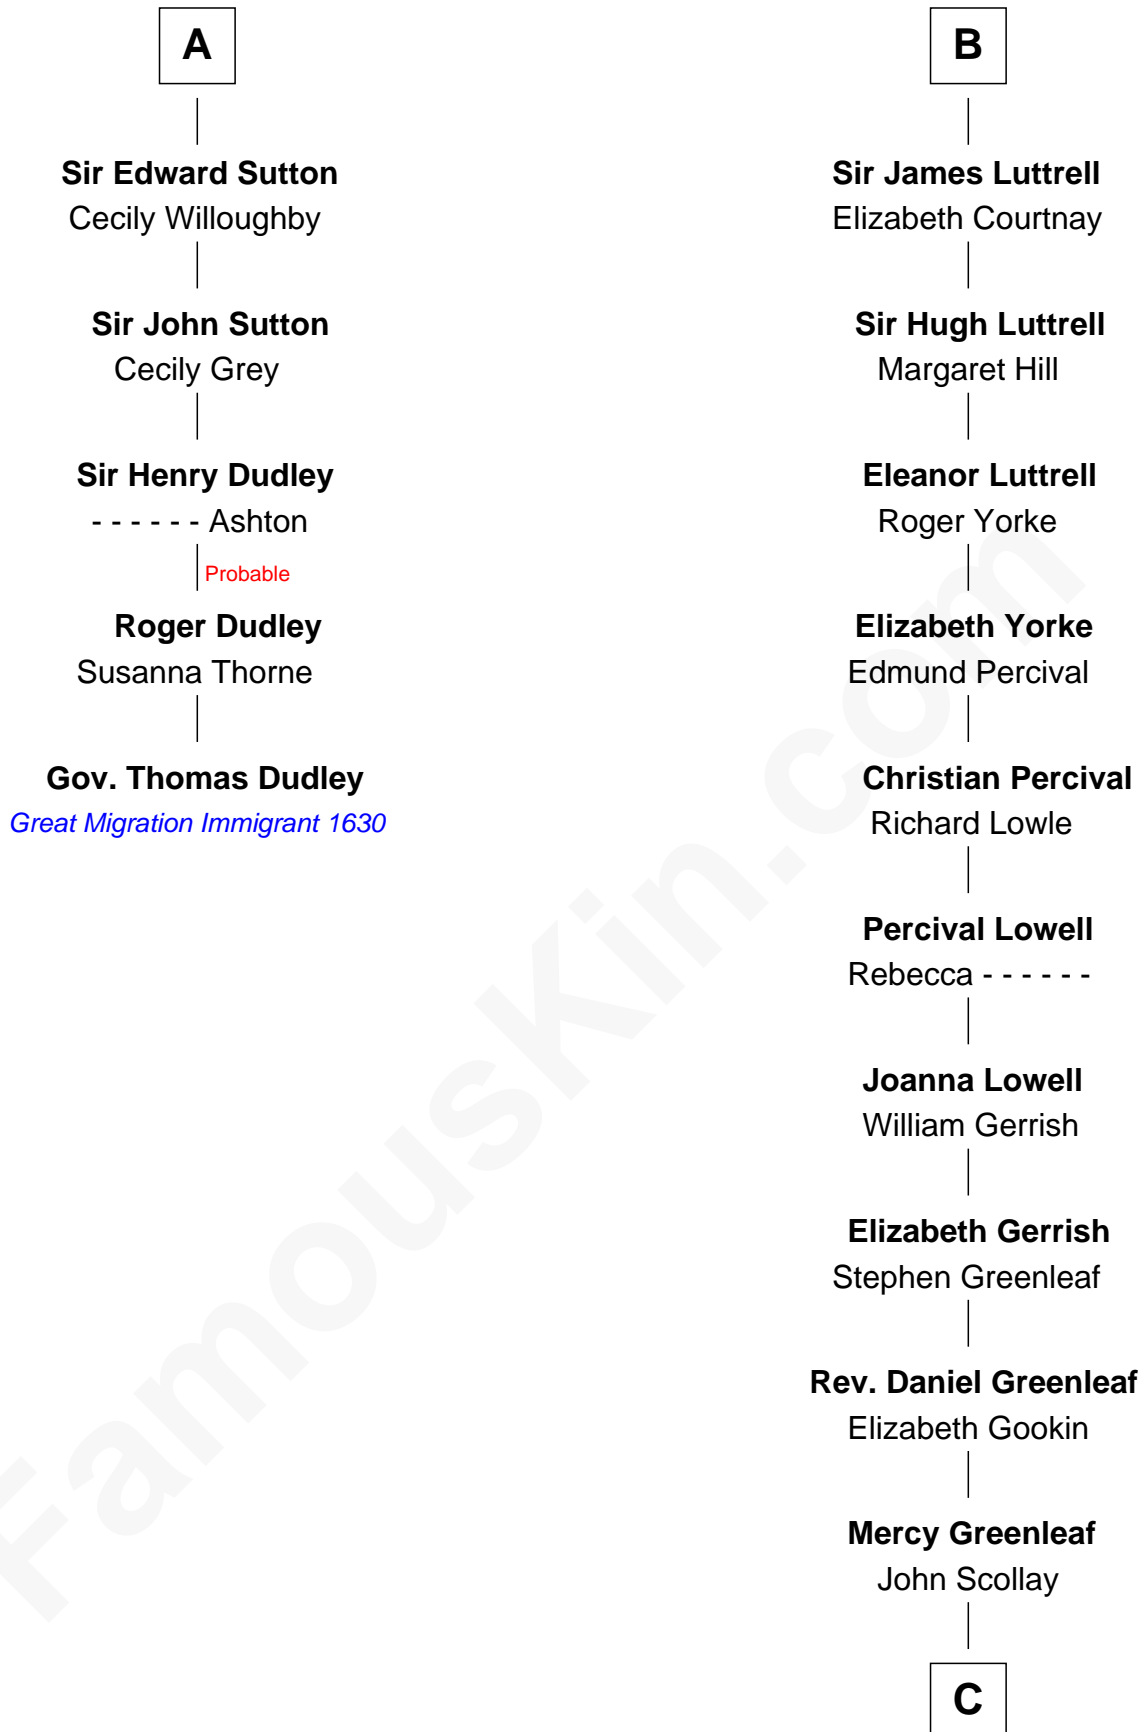 A
Sir Edward Sutton
Cecily Willoughby
Sir John Sutton
Cecily Grey
Sir Henry Dudley
- - - - - - Ashton
Probable
Roger Dudley
Susanna Thorne
Gov. Thomas Dudley
Great Migration Immigrant 1630
B
Sir James Luttrell
Elizabeth Courtnay
Sir Hugh Luttrell
Margaret Hill
Eleanor Luttrell
Roger Yorke
Elizabeth Yorke
Edmund Percival
Christian Percival
Richard Lowle
Percival Lowell
Rebecca - - - - - -
Joanna Lowell
William Gerrish
Elizabeth Gerrish
Stephen Greenleaf
Rev. Daniel Greenleaf
Elizabeth Gookin
Mercy Greenleaf
John Scollay
C
FamousKin.com